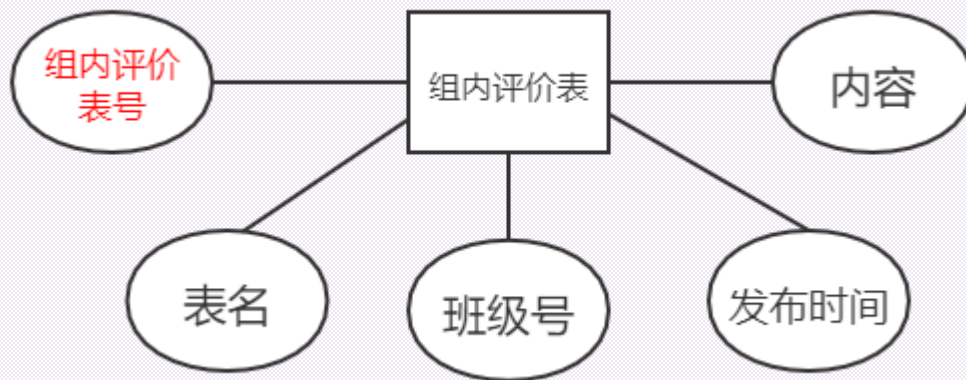 组内评价
表号
组内评价表
内容
表名
班级号
发布时间